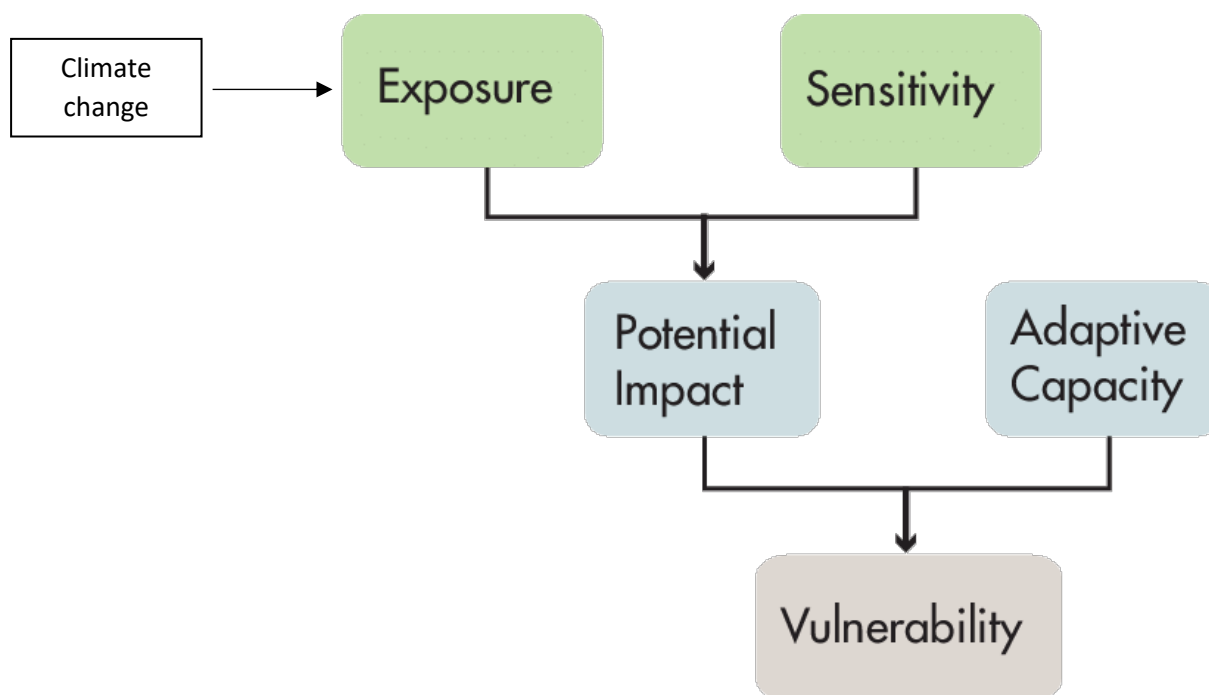 Climate
change
Exposure
Sensitivity
Potential
Impact
Adaptive
Capacity
Vulnerability